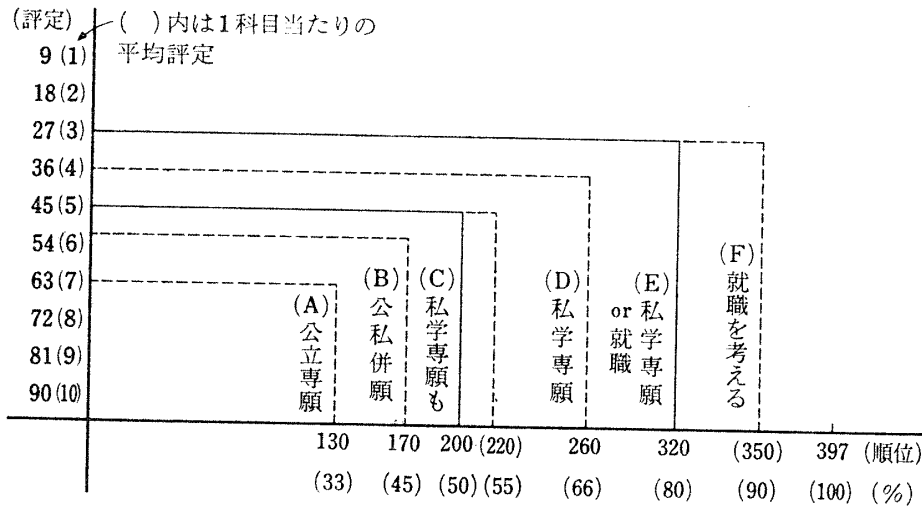 (評定)
( )内は1科目当たりの
平均評定
9(1)
18(2)
27(3)
36(4)
45(5)
54(6)
63(7)
72(8)
81(9)
90(10)
(A)公立専願
(B)公私併願
(C)私学専願も
(D)私学専願
(E)私学専願
or就職
(F)就職を考える
130 170 200 (220) 260 320 (350) 397 (順位)
(33) (45) (50) (55) (66) (80) (90) (100) (%)